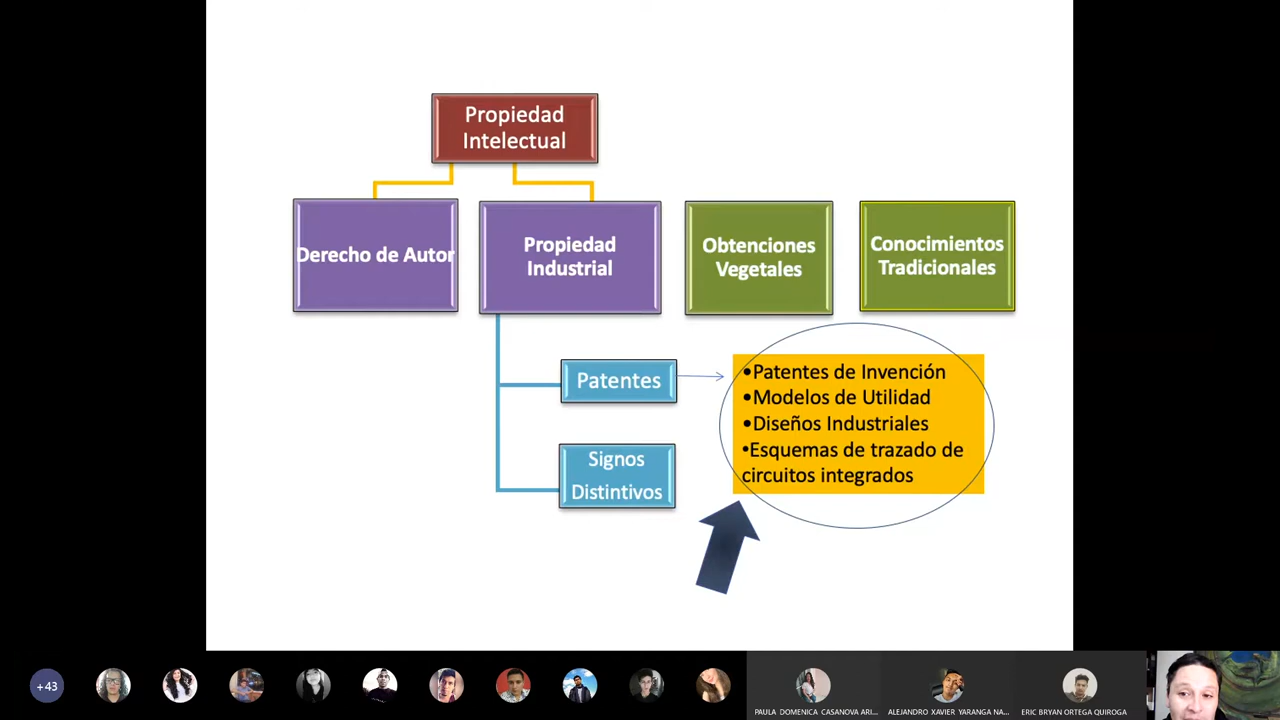 Propiedad
Intelectual
Derecho de Autor
Propiedad
Industrial
Obtenciones
Vegetales
Conocimientos
Tradicionales
Patentes
•Patentes de Invención
•Modelos de Utilidad
•Diseños Industriales
•Esquemas de trazado de
circuitos integrados
Signos
Distintivos
+43
PAULA DOMENICA CASANOVA ARI...
ALEJANDRO XAVIER YARANGA NA...
ERIC BRYAN ORTEGA QUIROGA